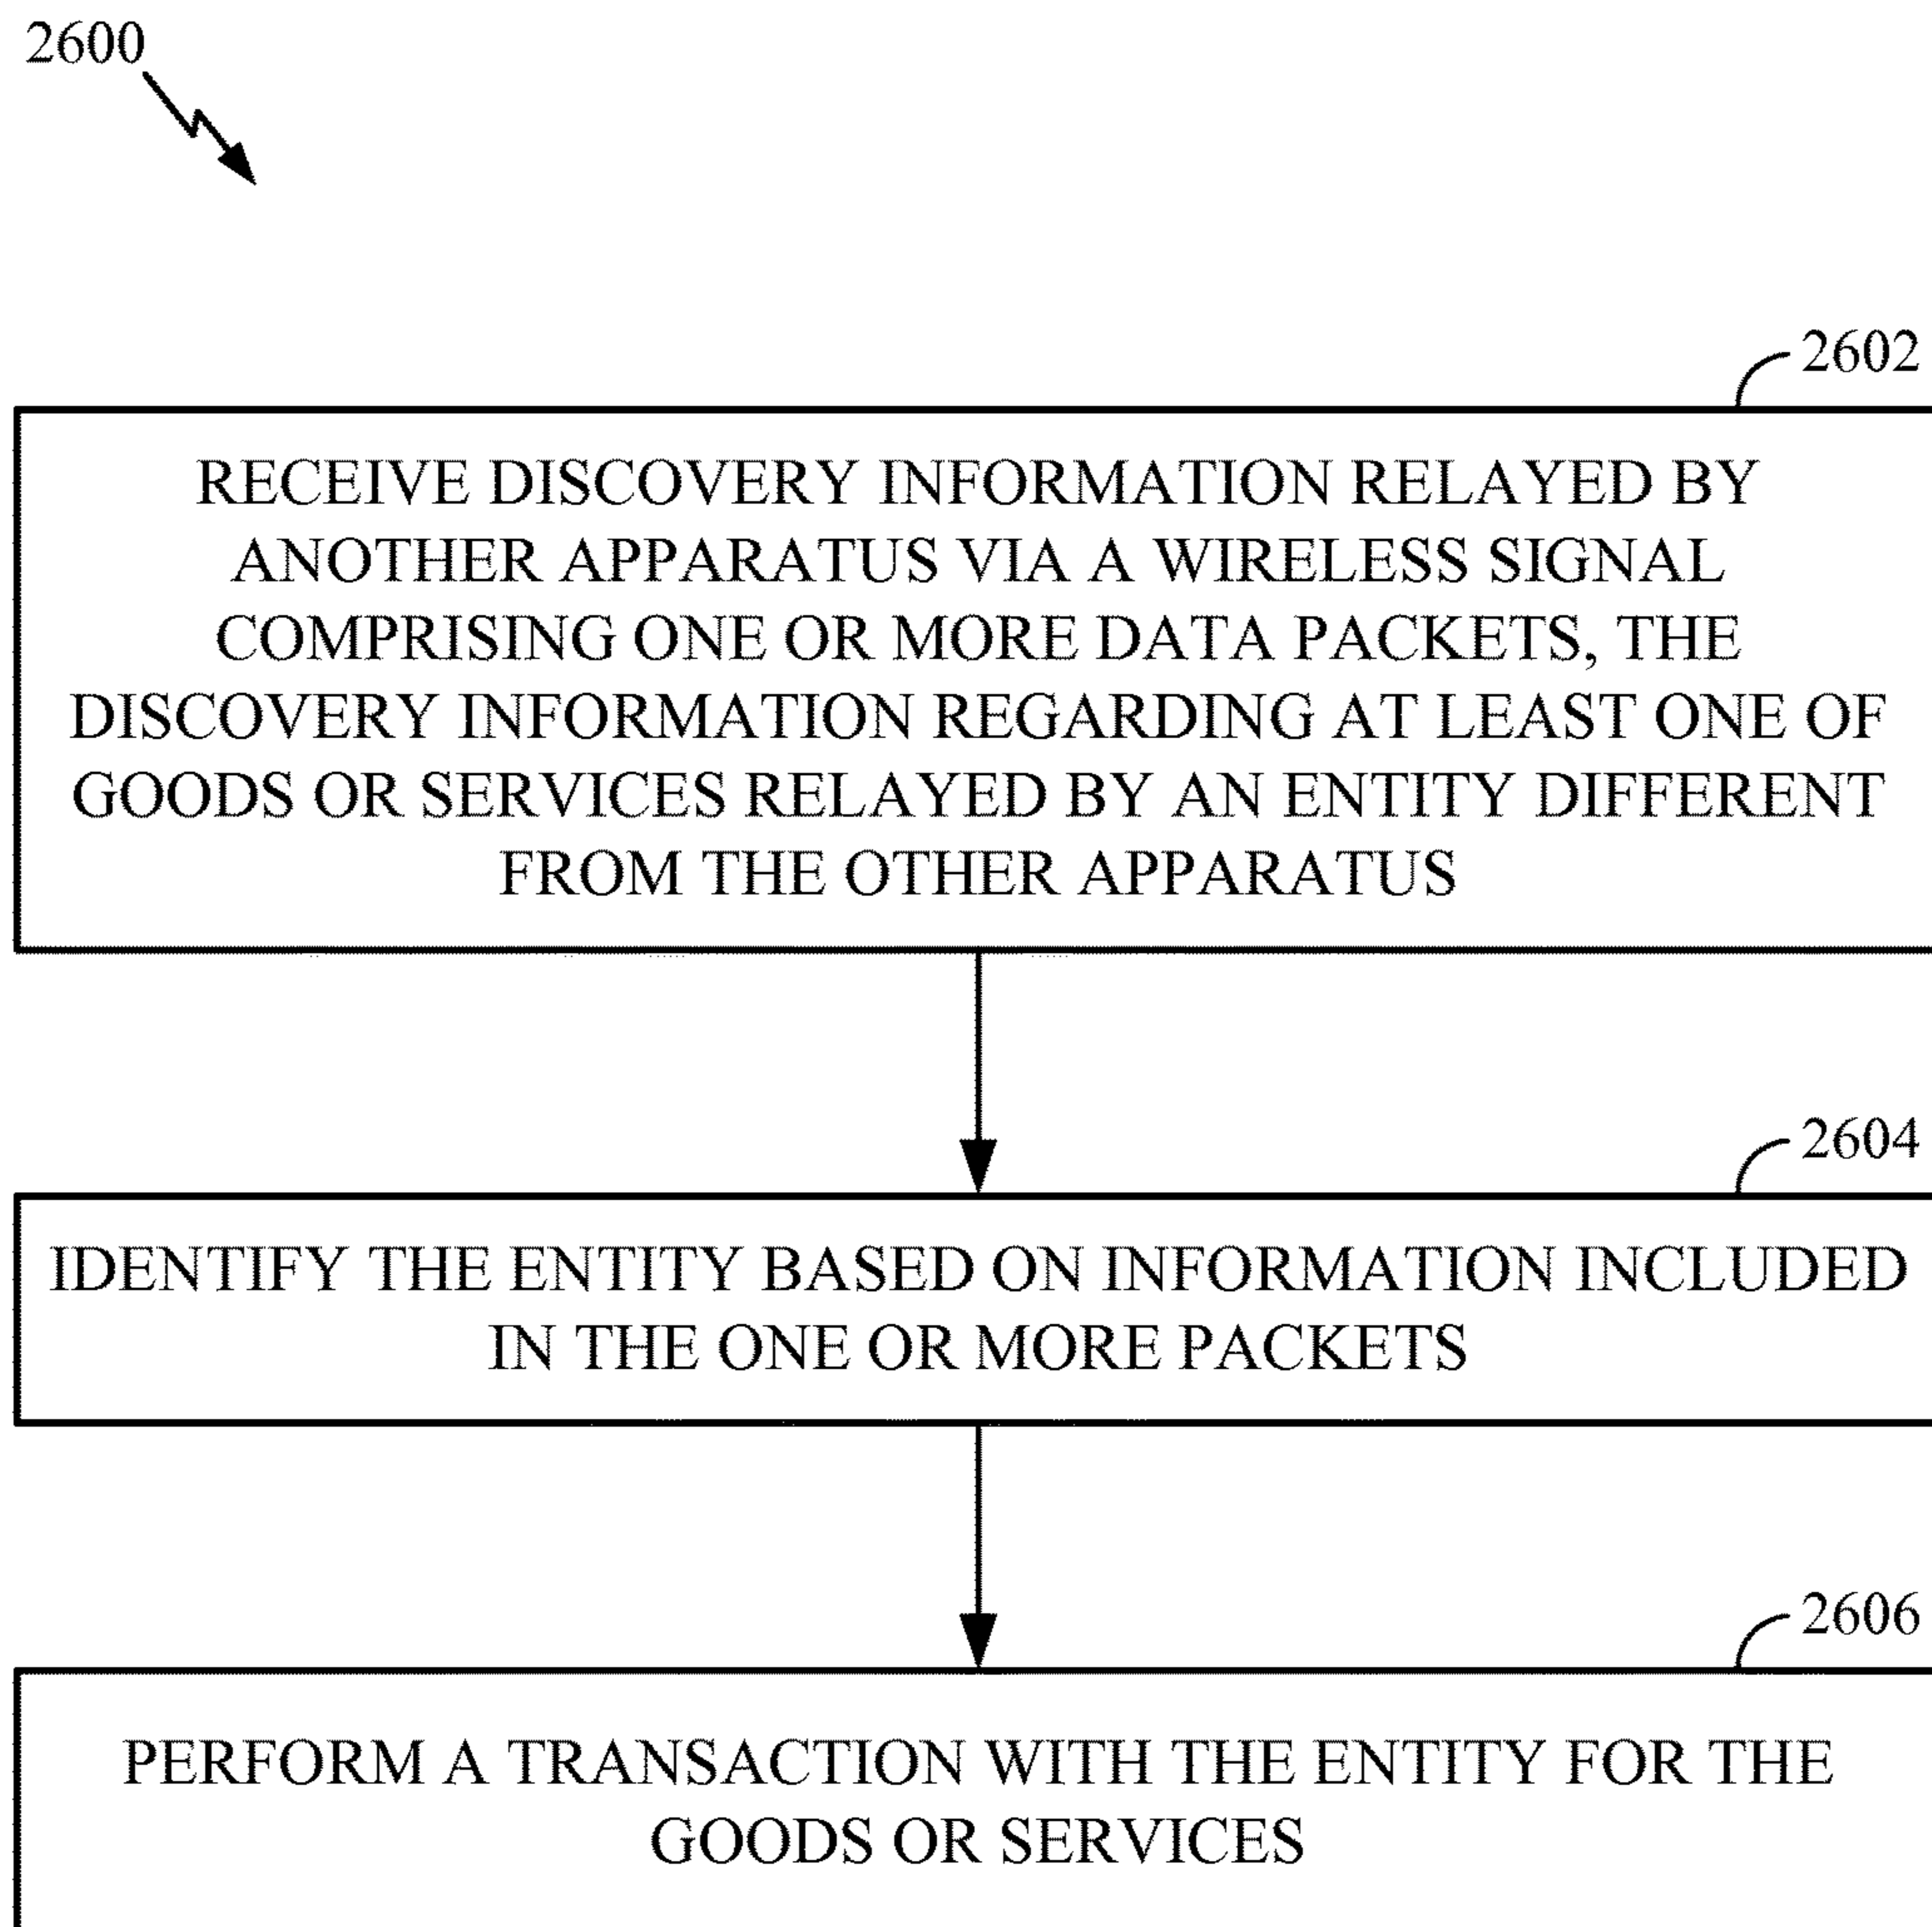 2600
2602
RECEIVE DISCOVERY INFORMATION RELAYED BY
ANOTHER APPARATUS VIA A WIRELESS SIGNAL
COMPRISING ONE OR MORE DATA PACKETS, THE
DISCOVERY INFORMATION REGARDING AT LEAST ONE OF
GOODS OR SERVICES RELAYED BY AN ENTITY DIFFERENT
FROM THE OTHER APPARATUS
2604
IDENTIFY THE ENTITY BASED ON INFORMATION INCLUDED
IN THE ONE OR MORE PACKETS
2606
PERFORM A TRANSACTION WITH THE ENTITY FOR THE
GOODS OR SERVICES